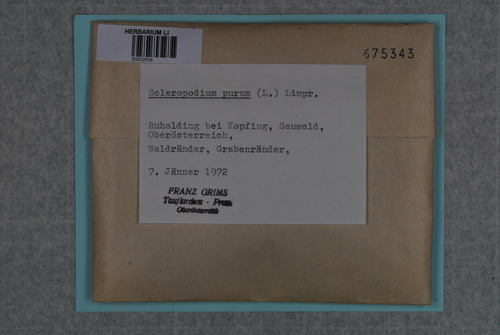 HERBARIUM LI
675343
Scleropodium purum (L.) Limpr.
Ruholding bei Kopfing, Sauwald,
Oberösterreich,
Waldränder, Grabenränder,
7. Jänner 1972
FRANZ GRIMS
Taufkirchen - Pram
Oberösterreich